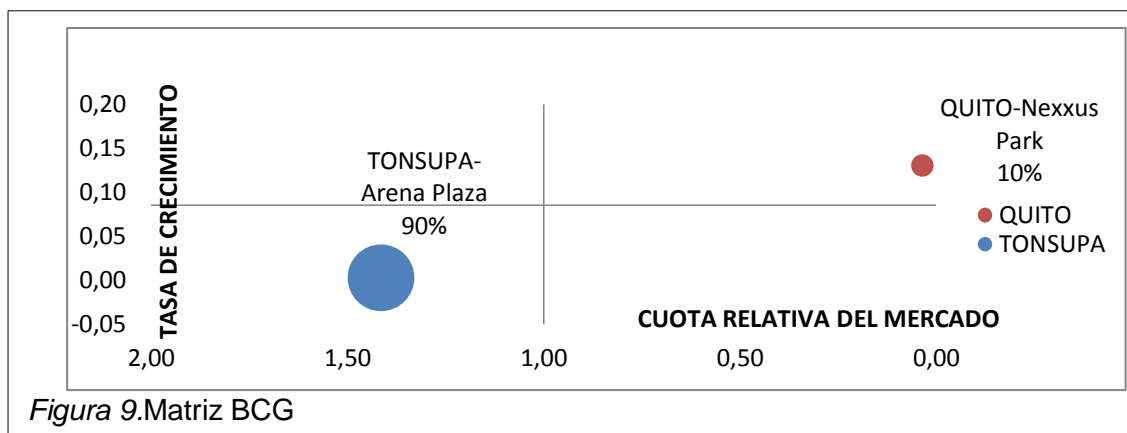 TASA DE CRECIMIENTO
0,20
0,15
0,10
0,05
0,00
-0,05
TONSUPA-
Arena Plaza
90%
QUITO-Nexxus
Park
10%
QUITO
TONSUPA
CUOTA RELATIVA DEL MERCADO
2,00 1,50 1,00 0,50 0,00
Figura 9.Matriz BCG